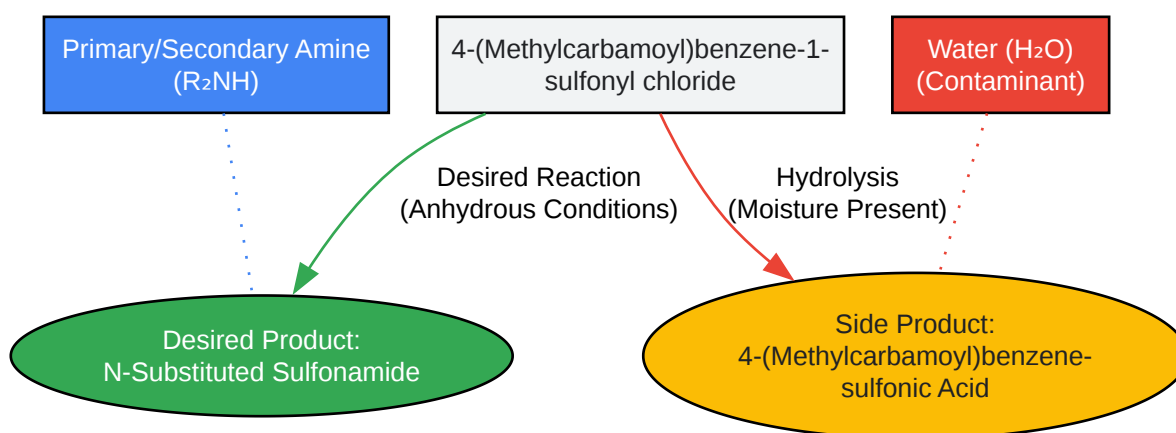 Primary/Secondary Amine
(R₂NH)
4-(Methylcarbamoyl)benzene-1-
sulfonyl chloride
Water (H₂O)
(Contaminant)
Desired Reaction
(Anhydrous Conditions)
Hydrolysis
(Moisture Present)
Desired Product:
N-Substituted Sulfonamide
Side Product:
4-(Methylcarbamoyl)benzene-
sulfonic Acid